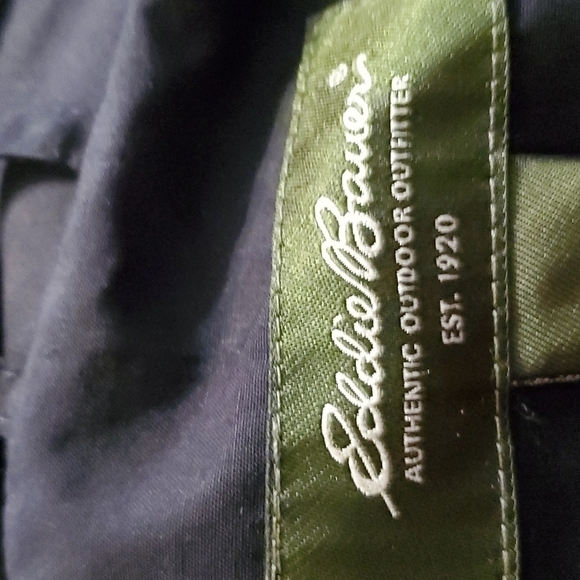 Eddie Bauer®
AUTHENTIC OUTDOOR OUTFITTER
EST. 1920